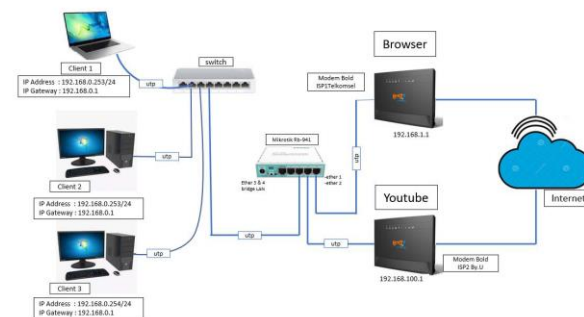 Browser
switch
Modem Bold
ISP1Telkomsel
Client 1
IP Address : 192.168.0.253/24
IP Gateway : 192.168.0.1
utp
utp
192.168.1.1
Mikrotik Rb-941
utp
Ether 3 & 4
bridge LAN
ether 1
ether 2
Client 2
IP Address : 192.168.0.253/24
IP Gateway : 192.168.0.1
Youtube
Internet
utp
utp
utp
Modem Bold
ISP2 By.U
192.168.100.1
Client 3
IP Address : 192.168.0.254/24
IP Gateway : 192.168.0.1